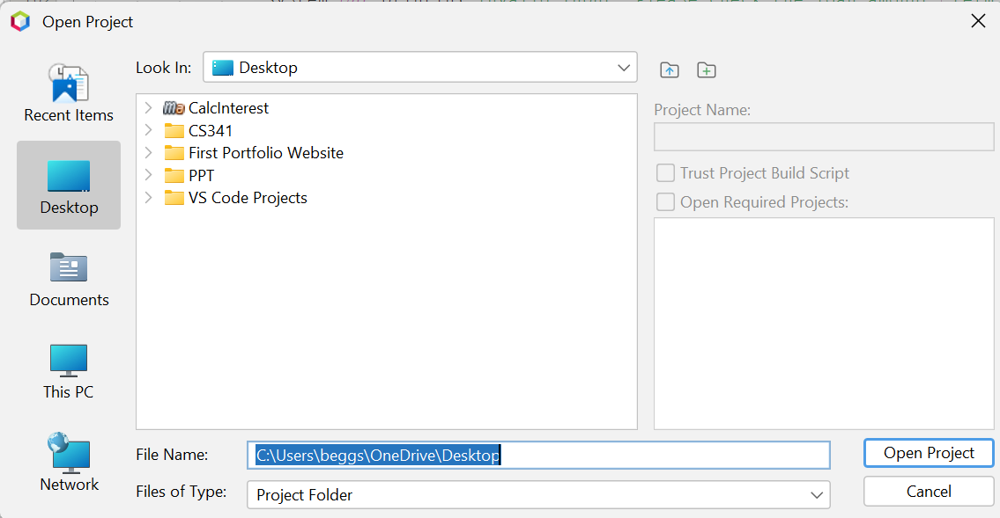 Open Project
Look In:
Desktop
Recent Items
Desktop
Documents
This PC
Network
CalcInterest
CS341
First Portfolio Website
PPT
VS Code Projects
Project Name:
Trust Project Build Script
Open Required Projects:
File Name:
C:\Users\beggs\OneDrive\Desktop
Open Project
Files of Type:
Project Folder
Cancel